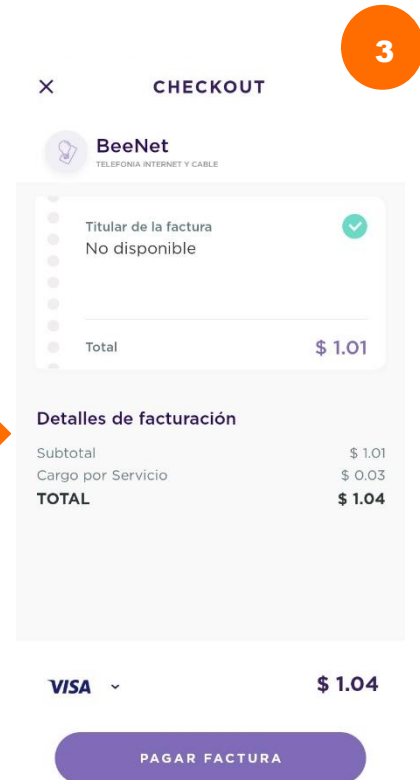 3
CHECKOUT
BeeNet
TELEFONIA INTERNET Y CABLE
Titular de la factura
No disponible
Total $ 1.01
Detalles de facturación
Subtotal $ 1.01
Cargo por Servicio $ 0.03
TOTAL $ 1.04
VISA $ 1.04
PAGAR FACTURA